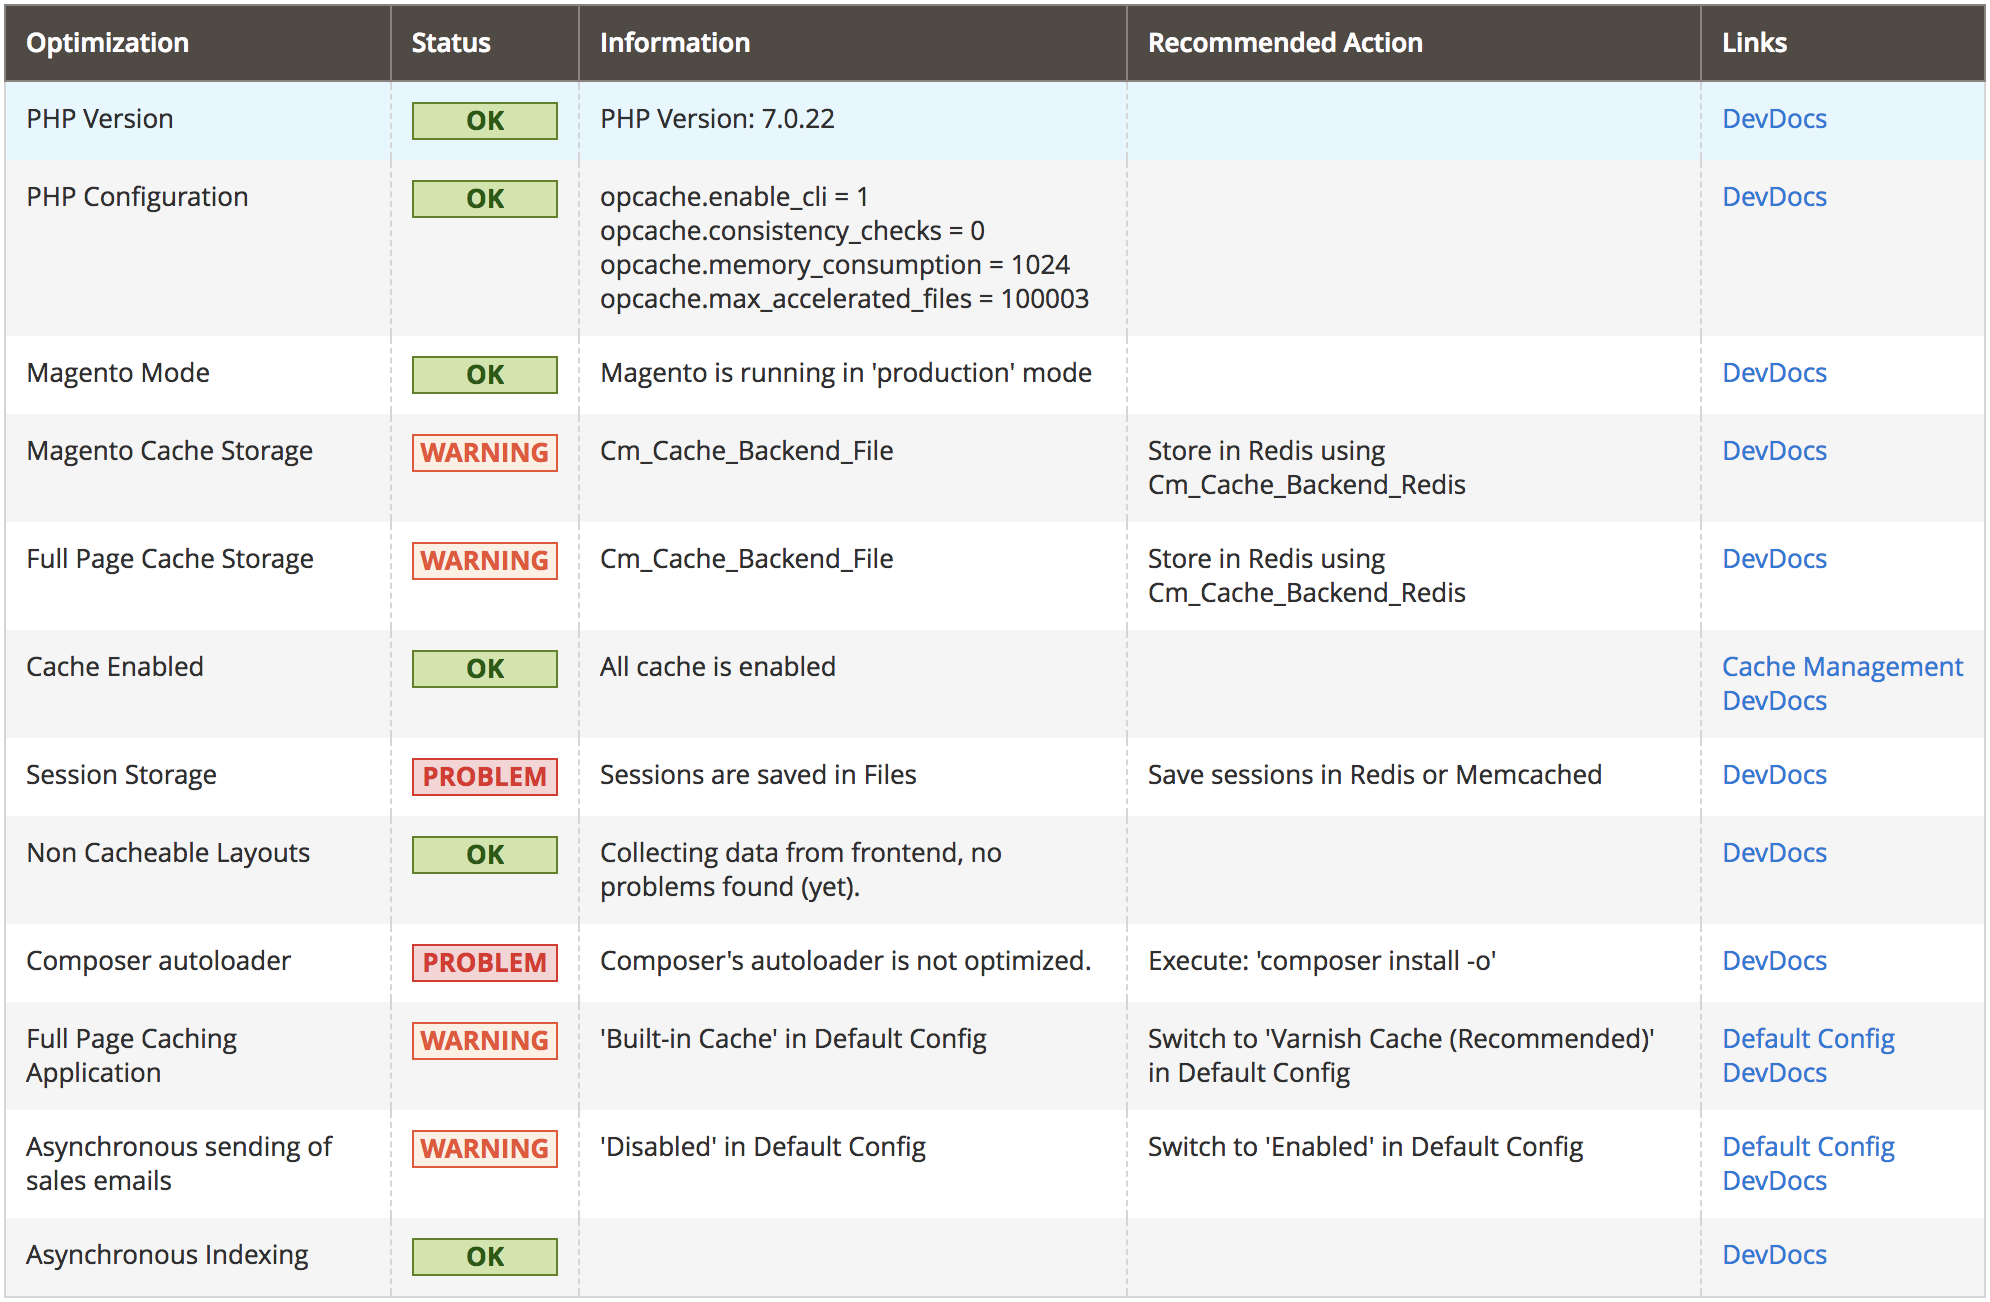 Optimization Status Information Recommended Action Links
PHP Version OK PHP Version: 7.0.22 DevDocs
PHP Configuration OK opcache.enable_cli = 1 DevDocs
opcache.consistency_checks = 0
opcache.memory_consumption = 1024
opcache.max_accelerated_files = 100003
Magento Mode OK Magento is running in 'production' mode DevDocs
Magento Cache Storage WARNING Cm_Cache_Backend_File Store in Redis using DevDocs
Cm_Cache_Backend_Redis
Full Page Cache Storage WARNING Cm_Cache_Backend_File Store in Redis using DevDocs
Cm_Cache_Backend_Redis
Cache Enabled OK All cache is enabled Cache Management
DevDocs
Session Storage PROBLEM Sessions are saved in Files Save sessions in Redis or Memcached DevDocs
Non Cacheable Layouts OK Collecting data from frontend, no DevDocs
problems found (yet).
Composer autoloader PROBLEM Composer's autoloader is not optimized. Execute: 'composer install -o' DevDocs
Full Page Caching WARNING 'Built-in Cache' in Default Config Switch to 'Varnish Cache (Recommended)' Default Config
Application in Default Config DevDocs
Asynchronous sending of WARNING 'Disabled' in Default Config Switch to 'Enabled' in Default Config Default Config
sales emails DevDocs
Asynchronous Indexing OK DevDocs